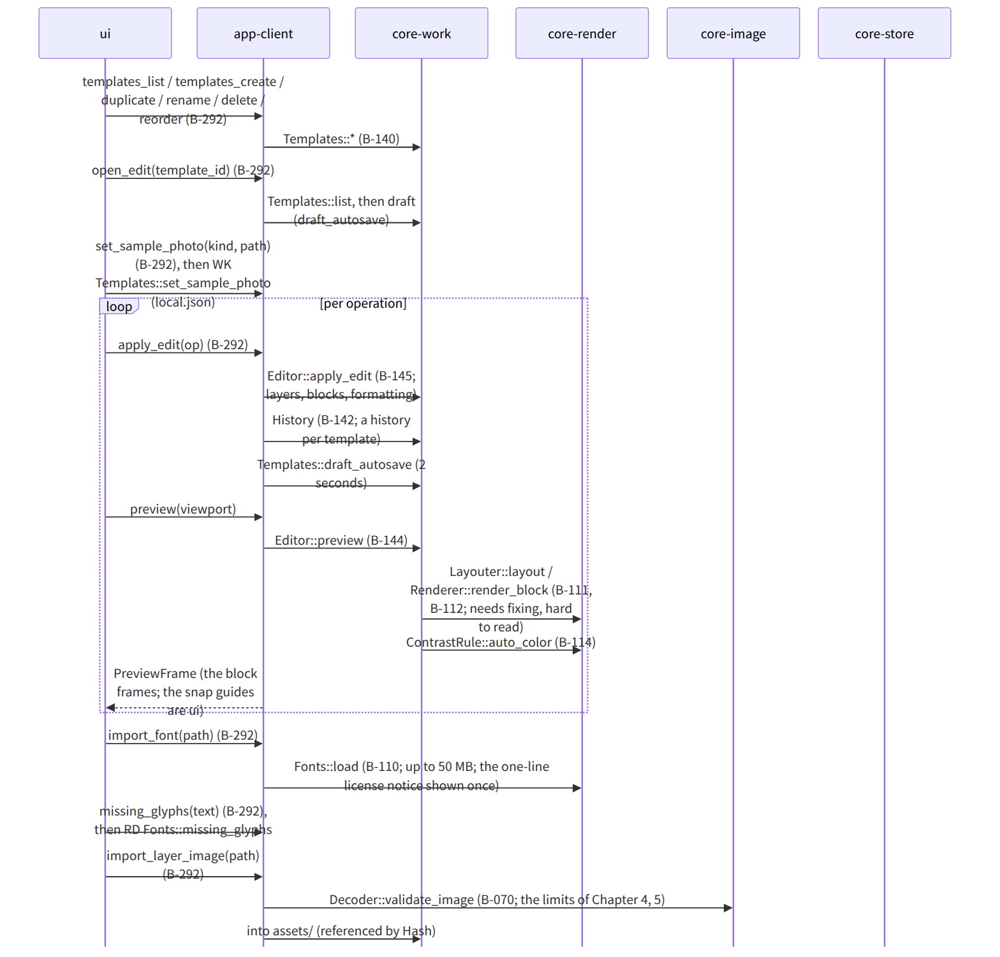 ui
app-client
core-work
core-render
core-image
core-store
templates_list / templates_create /
duplicate / rename / delete /
reorder (B-292)
Templates::* (B-140)
open_edit(template_id) (B-292)
Templates::list, then draft
(draft_autosave)
set_sample_photo(kind, path)
(B-292), then WK
Templates::set_sample_photo
(local.json)
loop
[per operation]
apply_edit(op) (B-292)
Editor::apply_edit (B-145;
layers, blocks, formatting)
History (B-142; a history
per template)
Templates::draft_autosave (2
seconds)
preview(viewport)
Editor::preview (B-144)
Layouter::layout /
Renderer::render_block (B-111,
B-112; needs fixing, hard
to read)
ContrastRule::auto_color (B-114)
PreviewFrame (the block
frames; the snap guides
are ui)
import_font(path) (B-292)
Fonts::load (B-110; up to 50 MB; the one-line
license notice shown once)
missing_glyphs(text) (B-292),
then RD Fonts::missing_glyphs
import_layer_image(path)
(B-292)
Decoder::validate_image (B-070; the limits of Chapter 4, 5)
into assets/ (referenced by Hash)